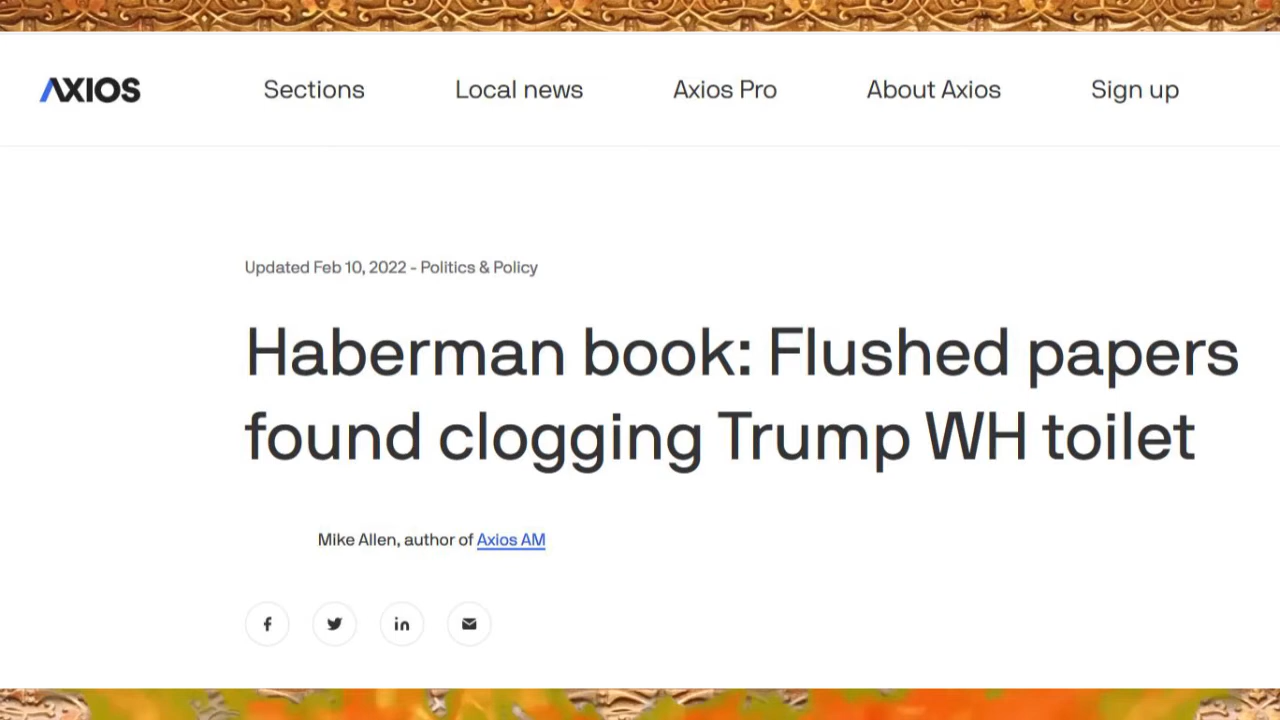 AXIOS Sections Local news Axios Pro About Axios Sign up
Updated Feb 10, 2022 - Politics & Policy
Haberman book: Flushed papers
found clogging Trump WH toilet
Mike Allen, author of Axios AM